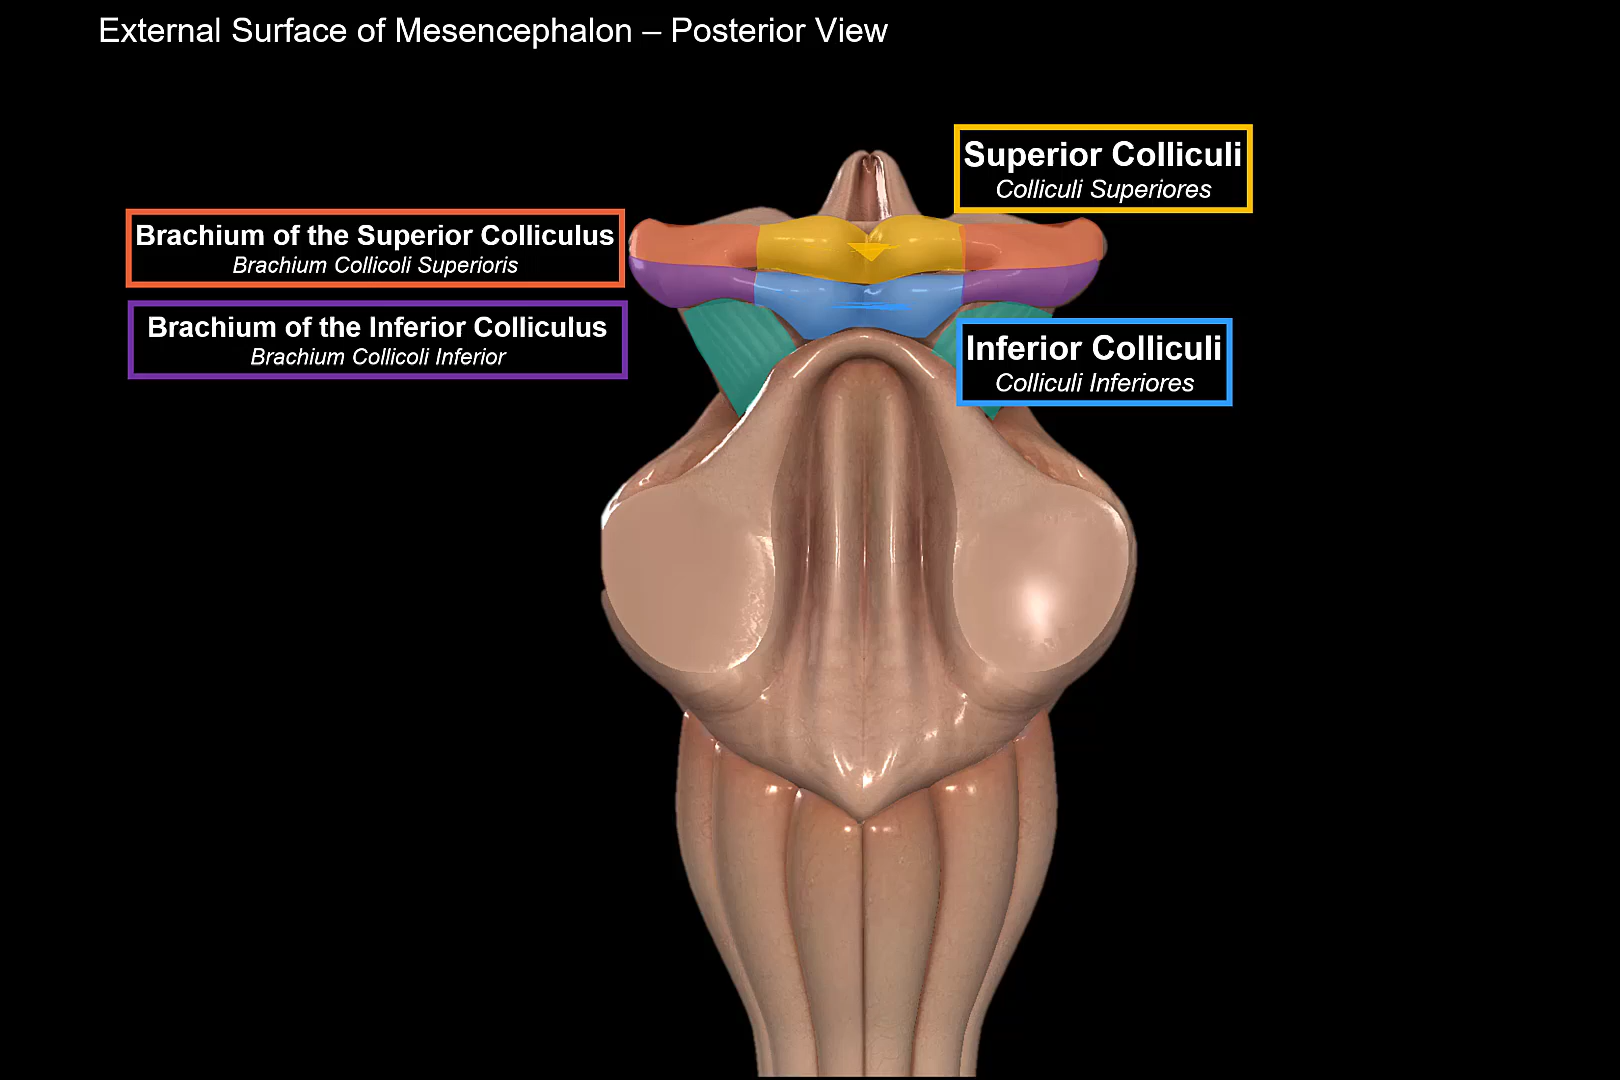 External Surface of Mesencephalon – Posterior View
Superior Colliculi
Colliculi Superiores
Brachium of the Superior Colliculus
Brachium Collicoli Superioris
Brachium of the Inferior Colliculus
Brachium Collicoli Inferior
Inferior Colliculi
Colliculi Inferiores